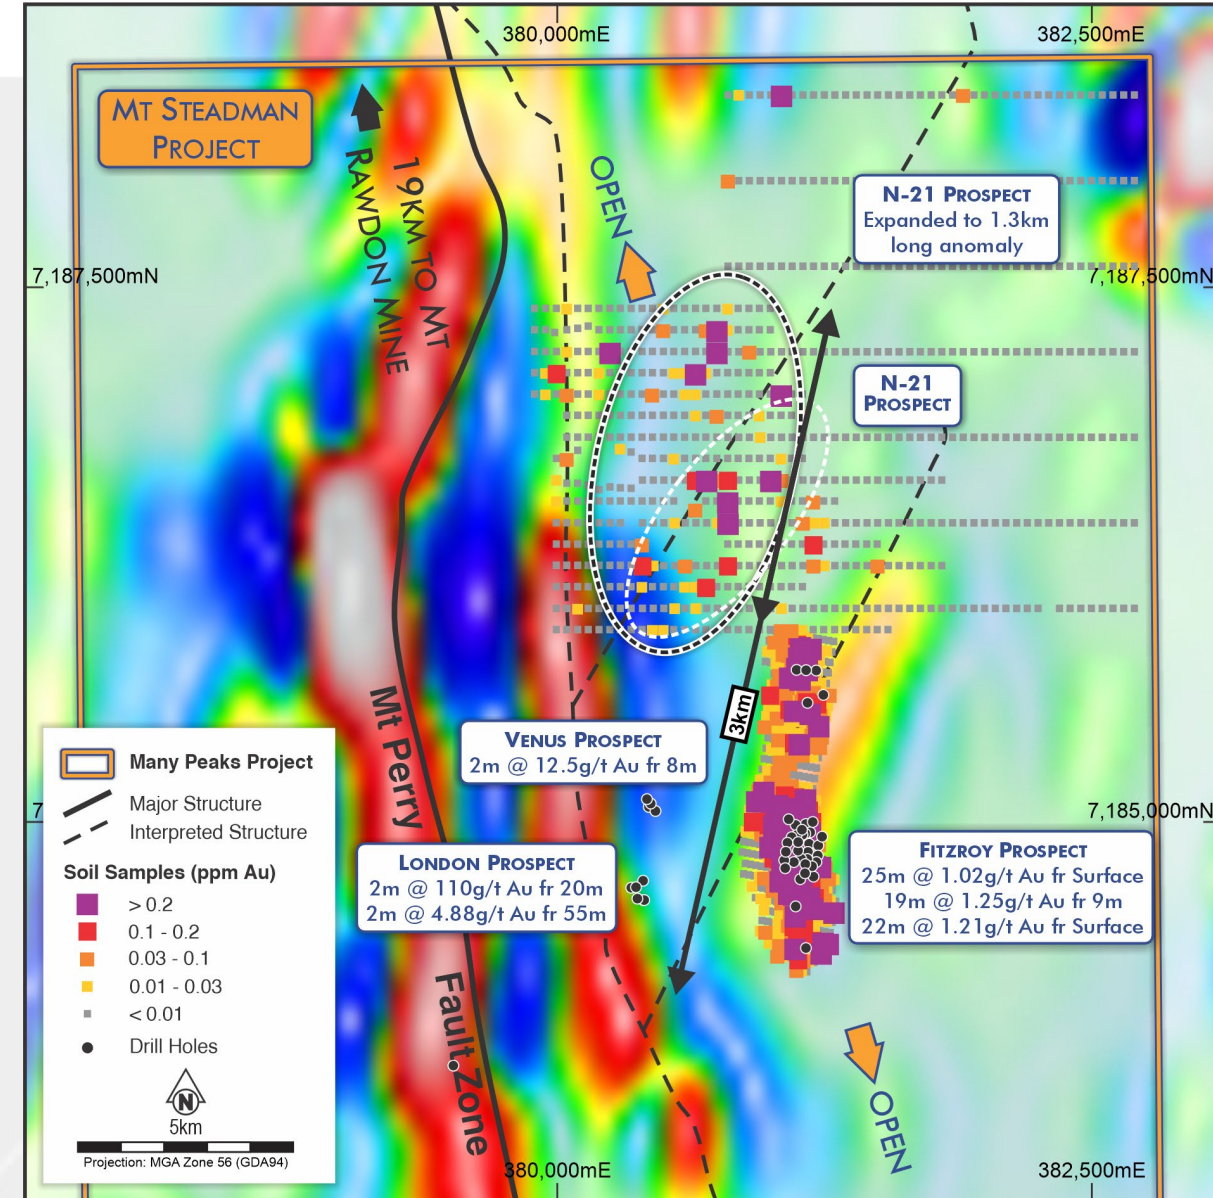 380,000mE
382,500mE
MT STEADMAN
PROJECT
19KM TO MT
RAWDON MINE
OPEN
N-21 PROSPECT
Expanded to 1.3km
long anomaly
7,187,500mN
7,187,500mN
N-21
PROSPECT
3km
Mt Perry
Fault Zone
VENUS PROSPECT
2m @ 12.5g/t Au fr 8m
LONDON PROSPECT
2m @ 110g/t Au fr 20m
2m @ 4.88g/t Au fr 55m
7
7,185,000mN
FITZROY PROSPECT
25m @ 1.02g/t Au fr Surface
19m @ 1.25g/t Au fr 9m
22m @ 1.21g/t Au fr Surface
Many Peaks Project
Major Structure
Interpreted Structure
Soil Samples (ppm Au)
> 0.2
0.1 - 0.2
0.03 - 0.1
0.01 - 0.03
< 0.01
Drill Holes
N
5km
Projection: MGA Zone 56 (GDA94)
OPEN
380,000mE
382,500mE